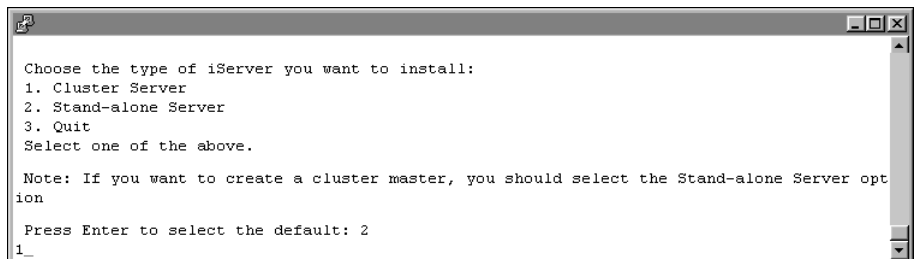 Choose the type of iServer you want to install:
1. Cluster Server
2. Stand-alone Server
3. Quit
Select one of the above.
Note: If you want to create a cluster master, you should select the Stand-alone Server opt
ion
Press Enter to select the default: 2
1_